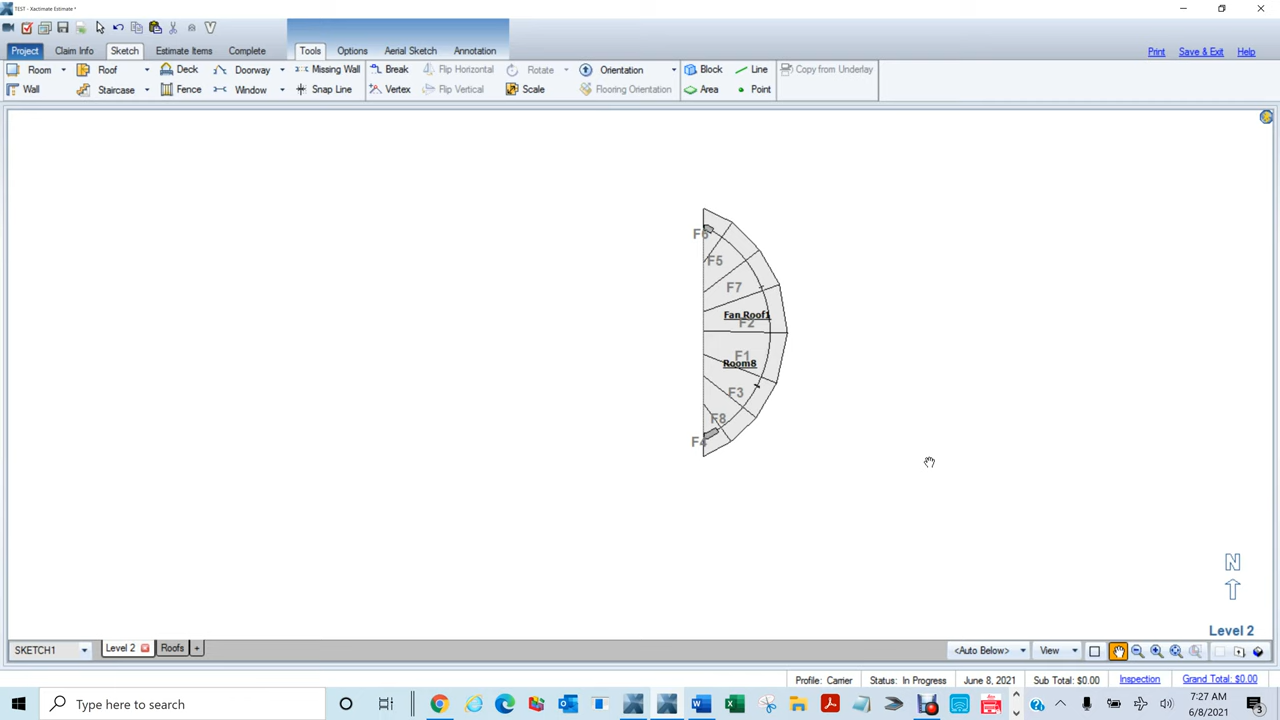 TEST - Xactimate Estimate *
Project Claim Info Sketch Estimate Items Complete Tools Options Aerial Sketch Annotation Print Save & Exit Help
Room Roof Deck Doorway Missing Wall Break Flip Horizontal Rotate Orientation Block Line Copy from Underlay
Wall Staircase Fence Window Snap Line Vertex Flip Vertical Scale Flooring Orientation Area Point
F6
F5
F7
Fan Roof1
F2
F1
Room8
F3
F8
F4
N
Level 2
SKETCH1 Level 2 Roofs + <Auto Below> View
Profile: Carrier Status: In Progress June 8, 2021 Sub Total: $0.00 Inspection Grand Total: $0.00
Type here to search 7:27 AM
6/8/2021 3